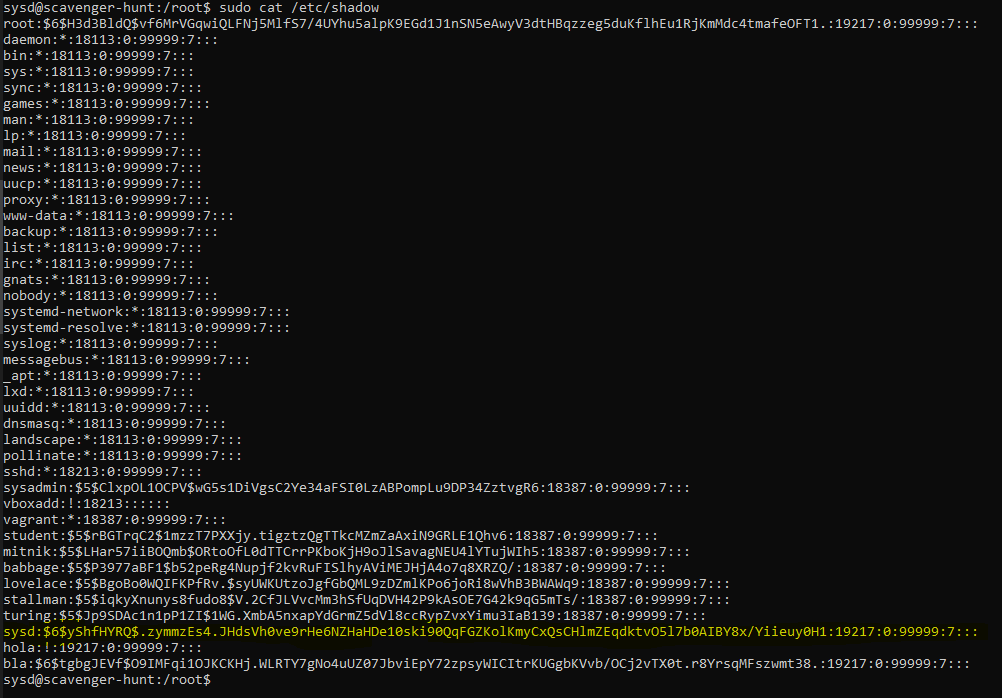 sysd@scavenger-hunt:/root$ sudo cat /etc/shadow
root:$6$H3d3BldQ$vf6MrVGqwiQLFNj5MlfS7/4UYhu5alpK9EGd1J1nSN5eAwyV3dtHBqzzeg5duKflhEu1RjKmMdc4tmafeOFT1.:19217:0:99999:7:::
daemon:*:18113:0:99999:7:::
bin:*:18113:0:99999:7:::
sys:*:18113:0:99999:7:::
sync:*:18113:0:99999:7:::
games:*:18113:0:99999:7:::
man:*:18113:0:99999:7:::
lp:*:18113:0:99999:7:::
mail:*:18113:0:99999:7:::
news:*:18113:0:99999:7:::
uucp:*:18113:0:99999:7:::
proxy:*:18113:0:99999:7:::
www-data:*:18113:0:99999:7:::
backup:*:18113:0:99999:7:::
list:*:18113:0:99999:7:::
irc:*:18113:0:99999:7:::
gnats:*:18113:0:99999:7:::
nobody:*:18113:0:99999:7:::
systemd-network:*:18113:0:99999:7:::
systemd-resolve:*:18113:0:99999:7:::
syslog:*:18113:0:99999:7:::
messagebus:*:18113:0:99999:7:::
_apt:*:18113:0:99999:7:::
lxd:*:18113:0:99999:7:::
uuidd:*:18113:0:99999:7:::
dnsmasq:*:18113:0:99999:7:::
landscape:*:18113:0:99999:7:::
pollinate:*:18113:0:99999:7:::
sshd:*:18213:0:99999:7:::
sysadmin:$5$ClxpOL1OCPV$wG5s1DiVgsC2Ye34aFSI0LzABPompLu9DP34ZztvgR6:18387:0:99999:7:::
vboxadd:!:18213::::::
vagrant:*:18387:0:99999:7:::
student:$5$rBGTrqC2$1mzzT7PXXjy.tigztzQgTTkcMZmZaAxiN9GRLE1Qhv6:18387:0:99999:7:::
mitnik:$5$LHar57iiBOQmb$ORtoOfL0dTTCrrPKboKjH9oJlSavagNEU4lYTujWIh5:18387:0:99999:7:::
babbage:$5$P3977aBF1$b52peRg4Nupjf2kvRuFISlhyAViMEJHjA4o7q8XRZQ/:18387:0:99999:7:::
lovelace:$5$BgoBo0WQIFKPfRv.$syUWKUtzoJgfGbQML9zDZmlKPo6joRi8wVhB3BWAWq9:18387:0:99999:7:::
stallman:$5$iqkyXnunys8fudo8$V.2CfJLVvcMm3hSfUqDVH42P9kAsOE7G42k9qG5mTs/:18387:0:99999:7:::
turing:$5$Jp9SDAc1n1pP1ZI$1WG.XmbA5nxapYdGrmZ5dVl8ccRypZvxYimu3IaB139:18387:0:99999:7:::
sysd:$6$yShfHYRQ$.zymmzEs4.JHdsVh0ve9rHe6NZHaHDe10ski90QqFGZKolKmyCxQsCHlmZEqdktvO5l7b0AIBY8x/Yiieuy0H1:19217:0:99999:7:::
hola:!:19217:0:99999:7:::
bla:$6$tgbgJEVf$O9IMFqi1OJKCKHj.WLRTY7gNo4uUZ07JbviEpY72zpsyWICItrKUGgbKVvb/OCj2vTX0t.r8YrsqMFszwmt38.:19217:0:99999:7:::
sysd@scavenger-hunt:/root$